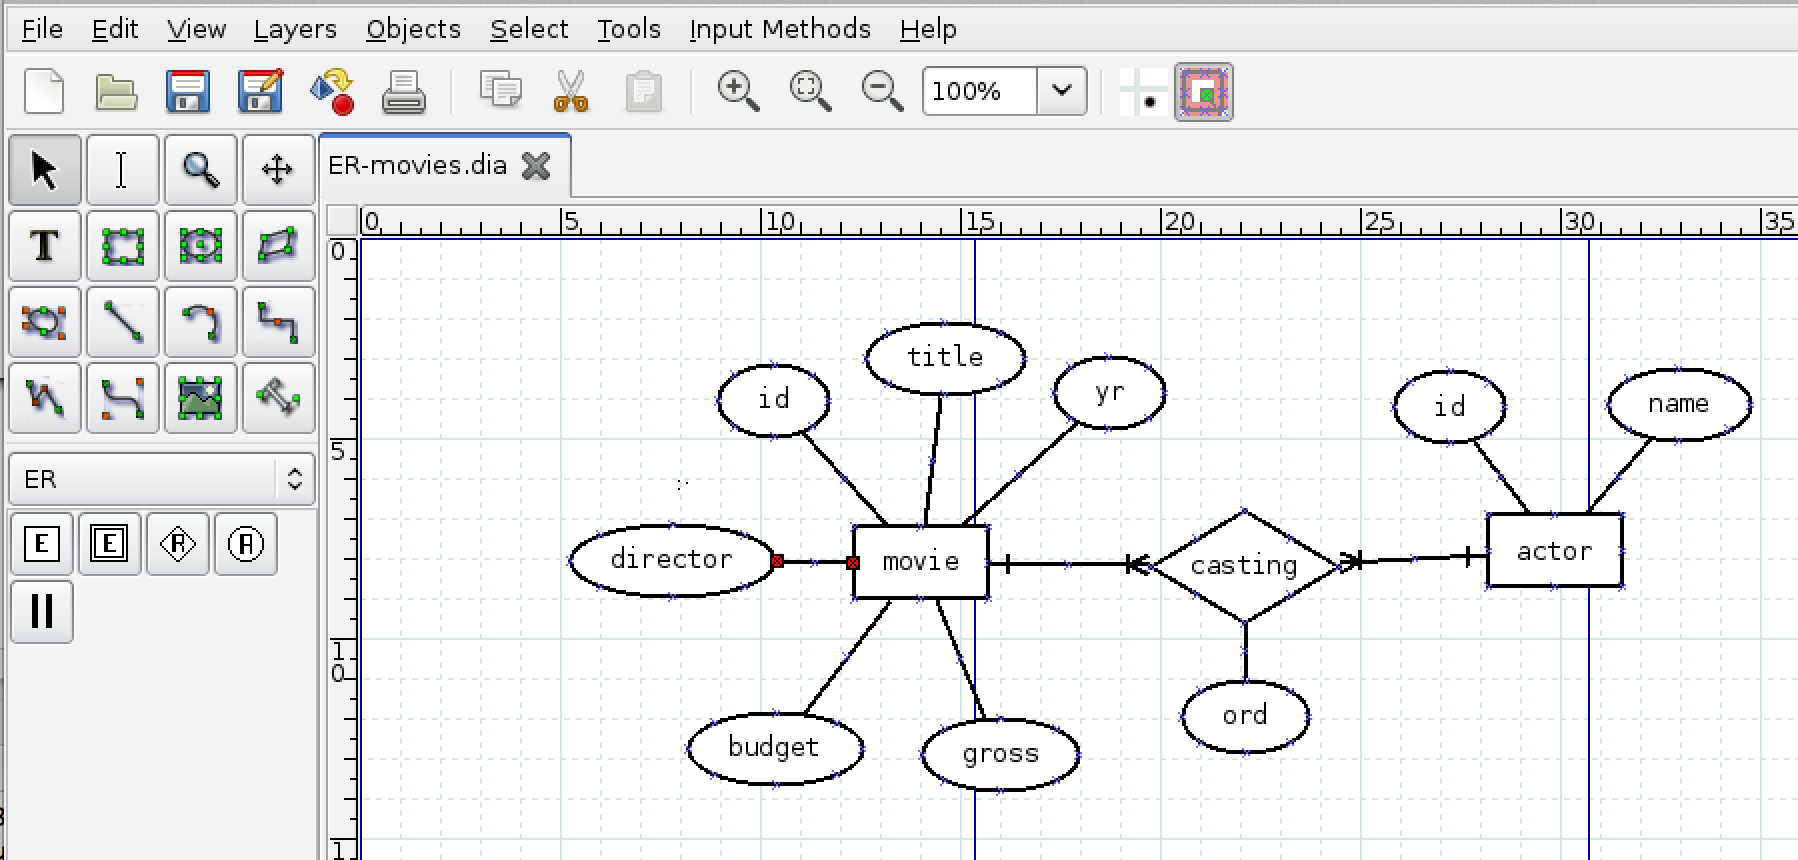 File Edit View Layers Objects Select Tools Input Methods Help
100%
ER-movies.dia
0 5 10 15 20 25 30 35
0
T
title
id
yr
id
name
5
ER
director
movie
casting
actor
E E R A
10
ord
budget
gross
1